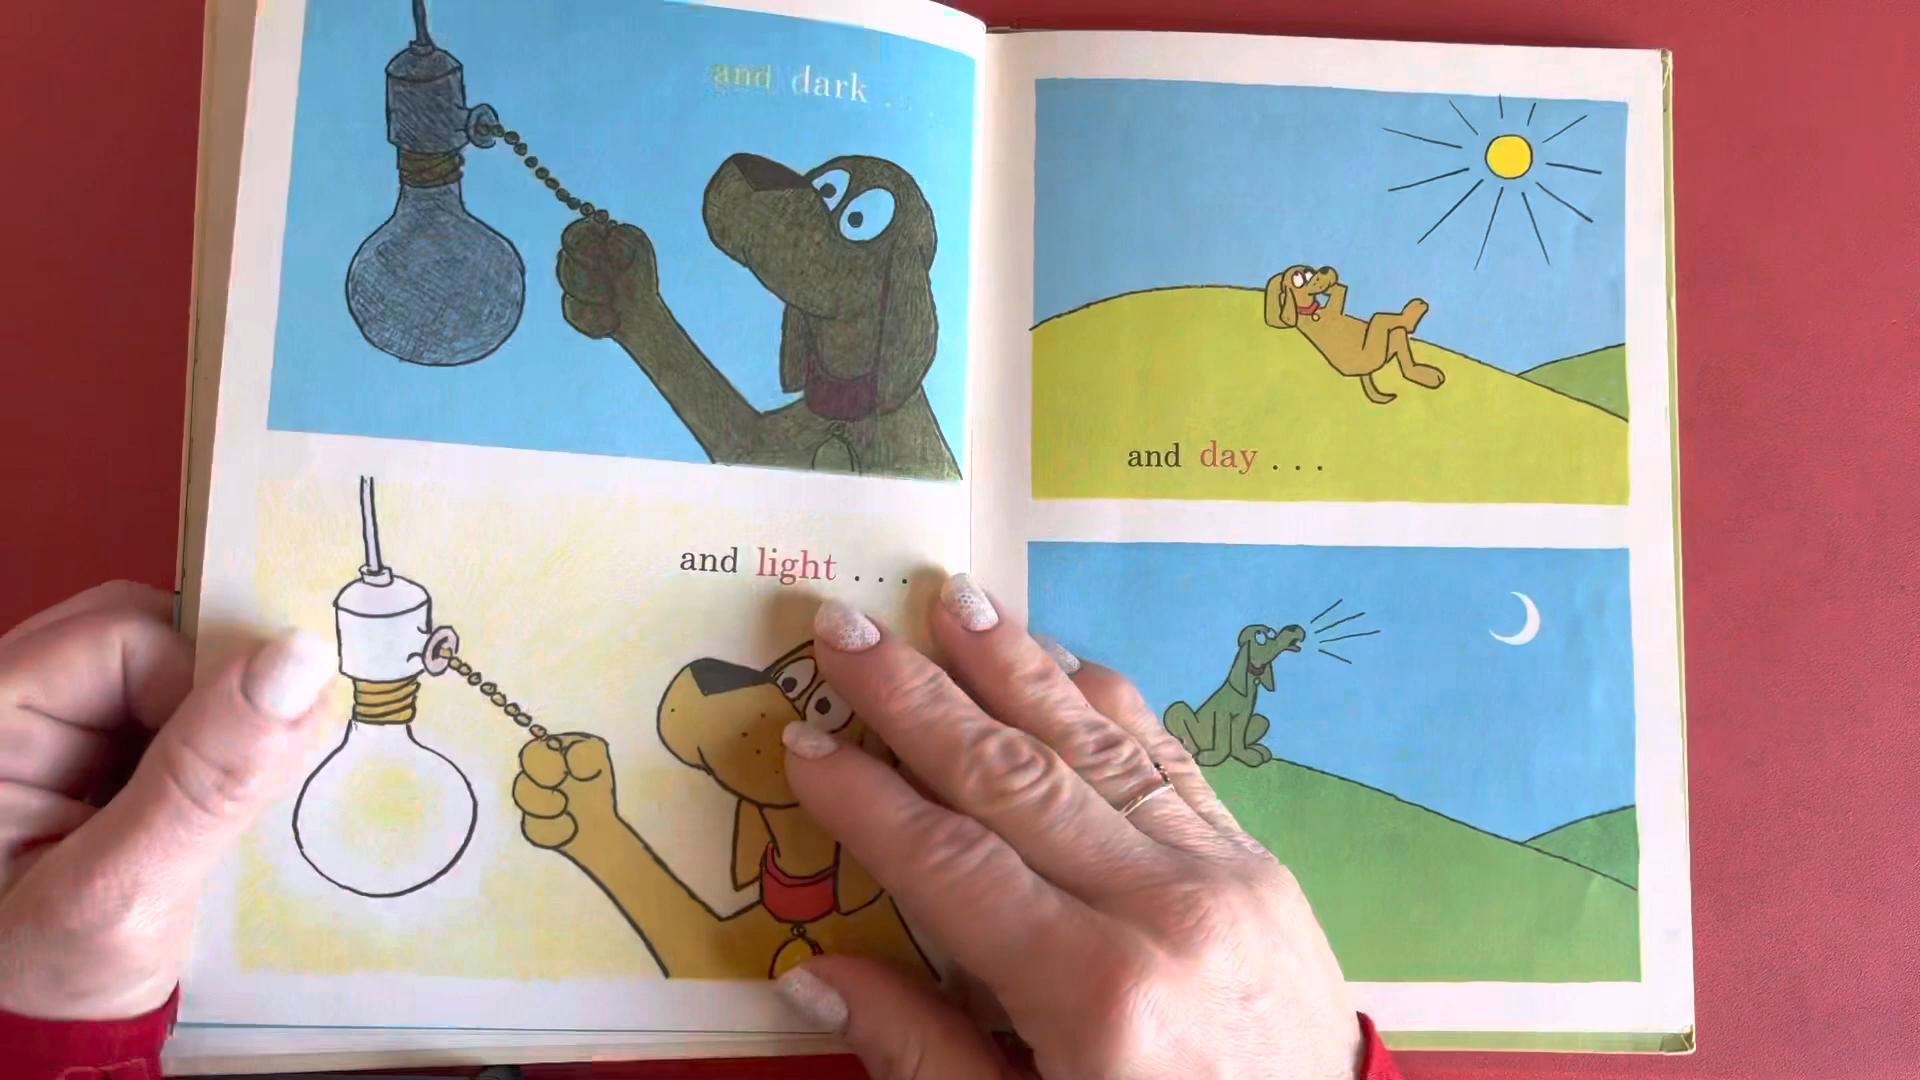 and dark . . .
and light . . .
and day . . .